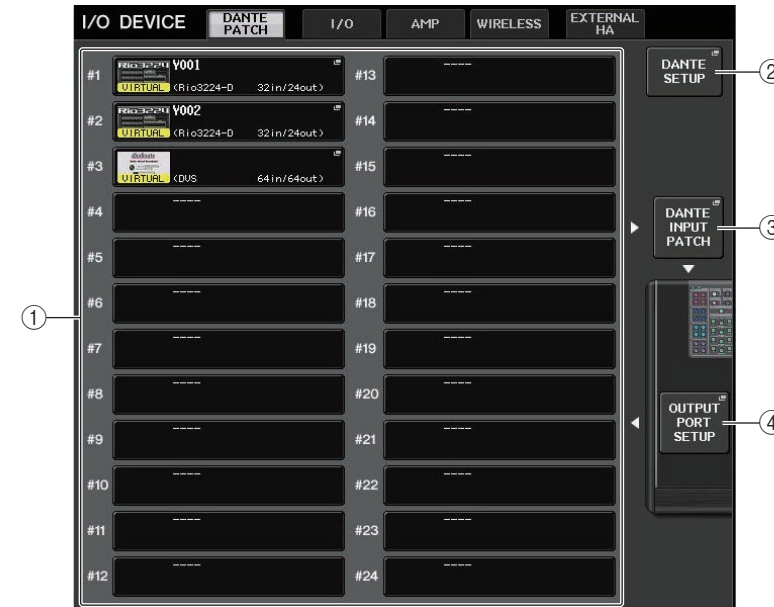 I/O DEVICE
DANTE PATCH
I/O
AMP
WIRELESS
EXTERNAL HA
#1
Rio3224
VIRTUAL
Y001
(Rio3224-D 32in/24out)
#2
Rio3224
VIRTUAL
Y002
(Rio3224-D 32in/24out)
#3
VIRTUAL
(DVS 64in/64out)
#4
----
#5
----
#6
----
#7
----
#8
----
#9
----
#10
----
#11
----
#12
----
#13
----
#14
----
#15
----
#16
----
#17
----
#18
----
#19
----
#20
----
#21
----
#22
----
#23
----
#24
----
DANTE
SETUP
DANTE
INPUT
PATCH
OUTPUT
PORT
SETUP
①
②
③
④